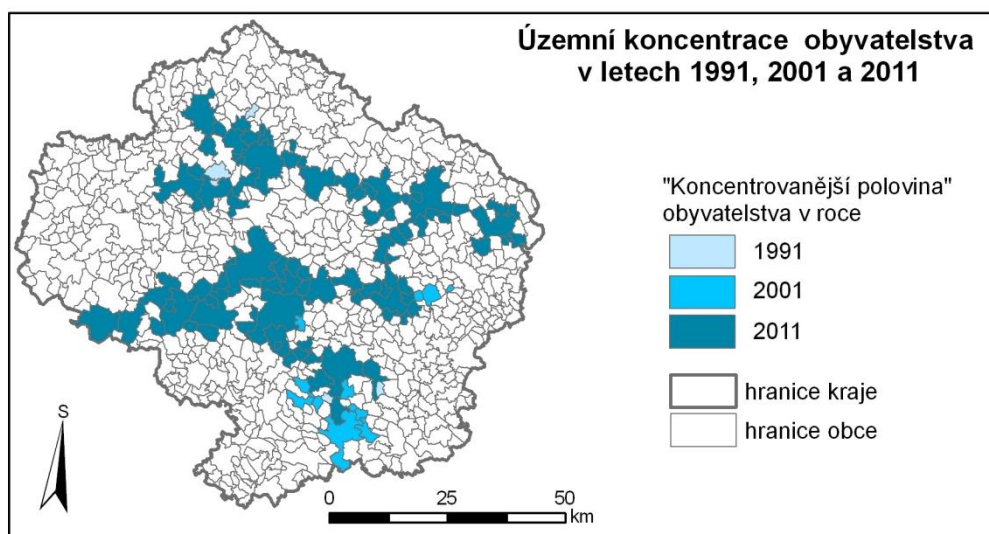 Územní koncentrace obyvatelstva
v letech 1991, 2001 a 2011
"Koncentrovanější polovina"
obyvatelstva v roce
1991
2001
2011
hranice kraje
hranice obce
S
0 25 50
km